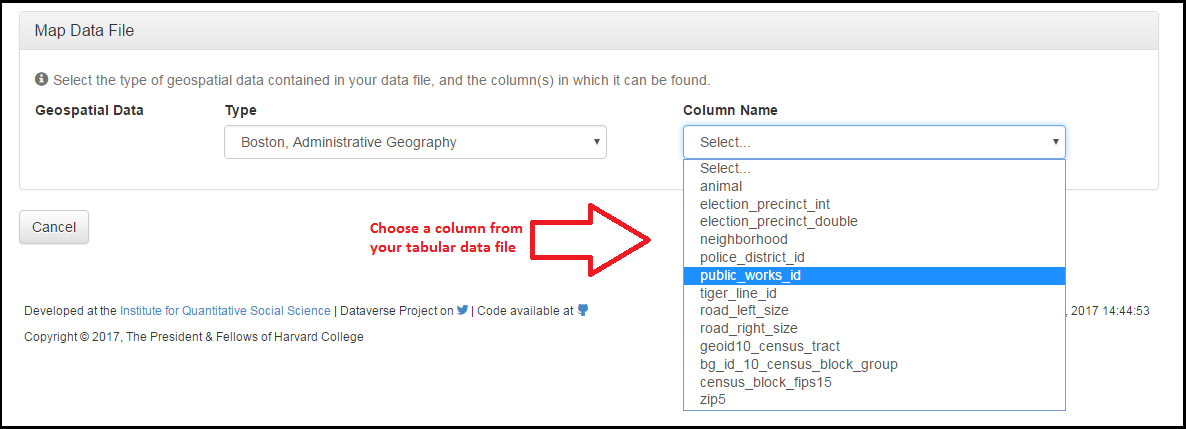 Map Data File
Select the type of geospatial data contained in your data file, and the column(s) in which it can be found.
Geospatial Data Type Column Name
Boston, Administrative Geography Select...
Select...
animal
election_precinct_int
election_precinct_double
neighborhood
police_district_id
public_works_id
tiger_line_id
road_left_size
road_right_size
geoid10_census_tract
bg_id_10_census_block_group
census_block_fips15
zip5
Cancel
Choose a column from
your tabular data file
Developed at the Institute for Quantitative Social Science | Dataverse Project on | Code available at , 2017 14:44:53
Copyright © 2017, The President & Fellows of Harvard College